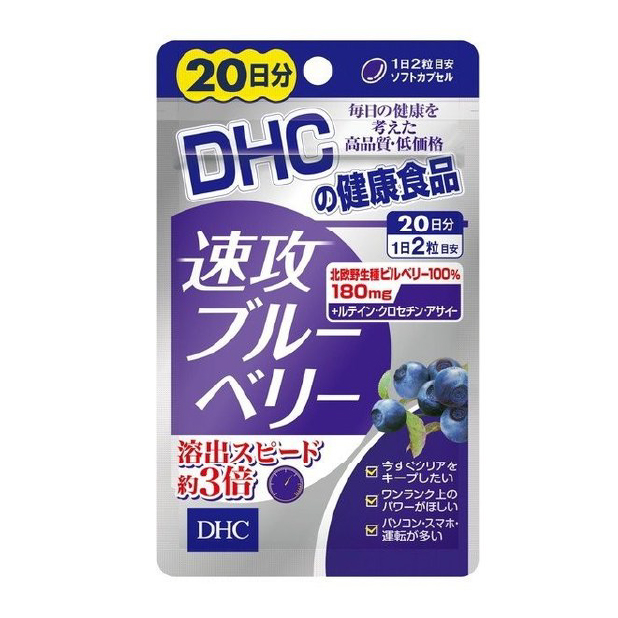 20日分
1日2粒目安
ソフトカプセル
毎日の健康を
考えた
高品質・低価格
DHC
の健康食品
20日分
1日2粒目安
速攻
ブルー
ベリー
北欧野生種ビルベリー100%
180mg
+ルテイン・クロセチン・アサイー
溶出スピード
約3倍
今すぐクリアを
キープしたい
ワンランク上の
パワーがほしい
パソコン・スマホ・
運転が多い
DHC